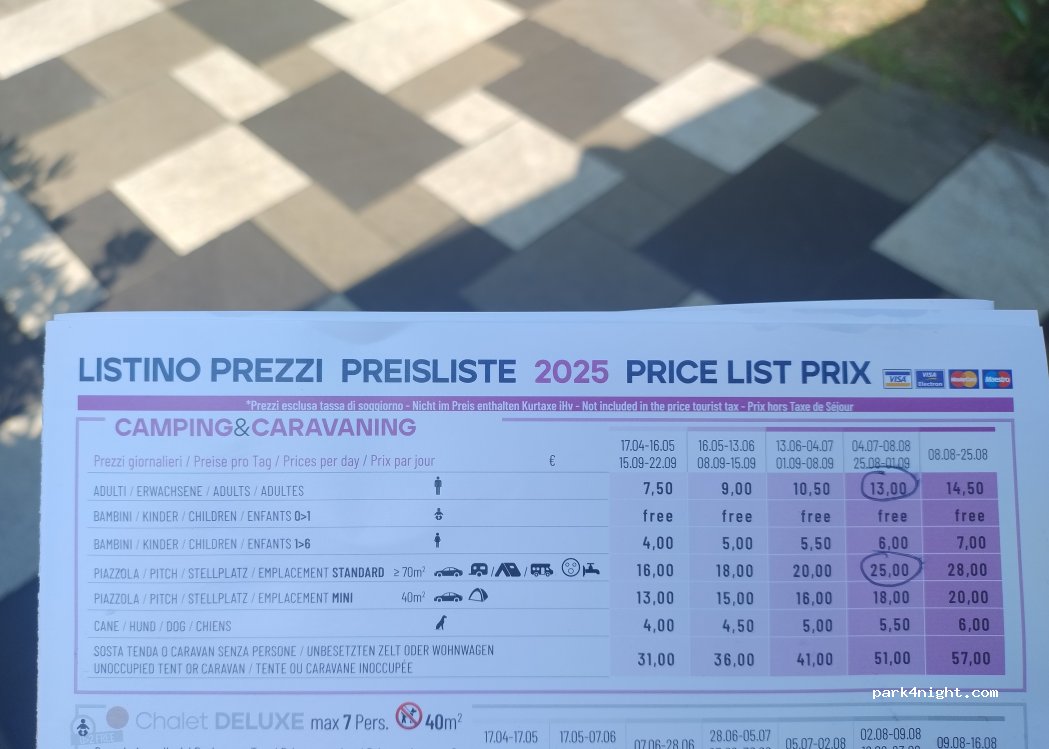 LISTINO PREZZI PREISLISTE 2025 PRICE LIST PRIX VISA VISA Electron MasterCard Maestro
*Prezzi esclusa tassa di soggiorno - Nicht im Preis enthalten Kurtaxe iHv - Not included in the price tourist tax - Prix hors Taxe de Séjour
CAMPING&CARAVANING
Prezzi giornalieri / Preise pro Tag / Prices per day / Prix par jour €
17.04-16.05 16.05-13.06 13.06-04.07 04.07-08.08 08.08-25.08
15.09-22.09 08.09-15.09 01.09-08.09 25.08-01.09
ADULTI / ERWACHSENE / ADULTS / ADULTES 7,50 9,00 10,50 13,00 14,50
BAMBINI / KINDER / CHILDREN / ENFANTS 0>1 free free free free free
BAMBINI / KINDER / CHILDREN / ENFANTS 1>6 4,00 5,00 5,50 6,00 7,00
PIAZZOLA / PITCH / STELLPLATZ / EMPLACEMENT STANDARD ≥ 70m² 16,00 18,00 20,00 25,00 28,00
PIAZZOLA / PITCH / STELLPLATZ / EMPLACEMENT MINI 40m² 13,00 15,00 16,00 18,00 20,00
CANE / HUND / DOG / CHIENS 4,00 4,50 5,00 5,50 6,00
SOSTA TENDA O CARAVAN SENZA PERSONE / UNBESETZTEN ZELT ODER WOHNWAGEN
UNOCCUPIED TENT OR CARAVAN / TENTE OU CARAVANE INOCCUPÉE 31,00 36,00 41,00 51,00 57,00
park4night.com
Chalet DELUXE max 7 Pers. 40m²
17.04-17.05 17.05-07.06 07.06-28.06 28.06-05.07 05.07-02.08 02.08-09.08 09.08-16.08